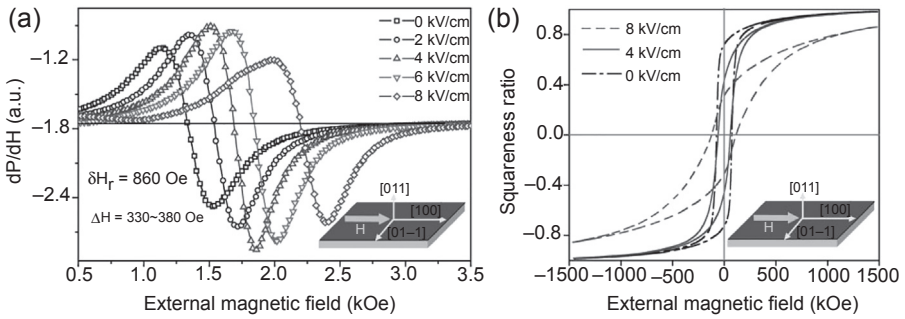 (a)
0 kV/cm
2 kV/cm
4 kV/cm
6 kV/cm
8 kV/cm
dP/dH (a.u.)
−1.2
−1.8
−2.4
δHr = 860 Oe
ΔH = 330~380 Oe
[011]
[100]
[01−1]
H
0.5 1.0 1.5 2.0 2.5 3.0 3.5
External magnetic field (kOe)
(b)
8 kV/cm
4 kV/cm
0 kV/cm
Squareness ratio
0.8
0.4
0.0
−0.4
−0.8
[011]
[100]
[01−1]
H
−1500 −1000 −500 0 500 1000 1500
External magnetic field (kOe)